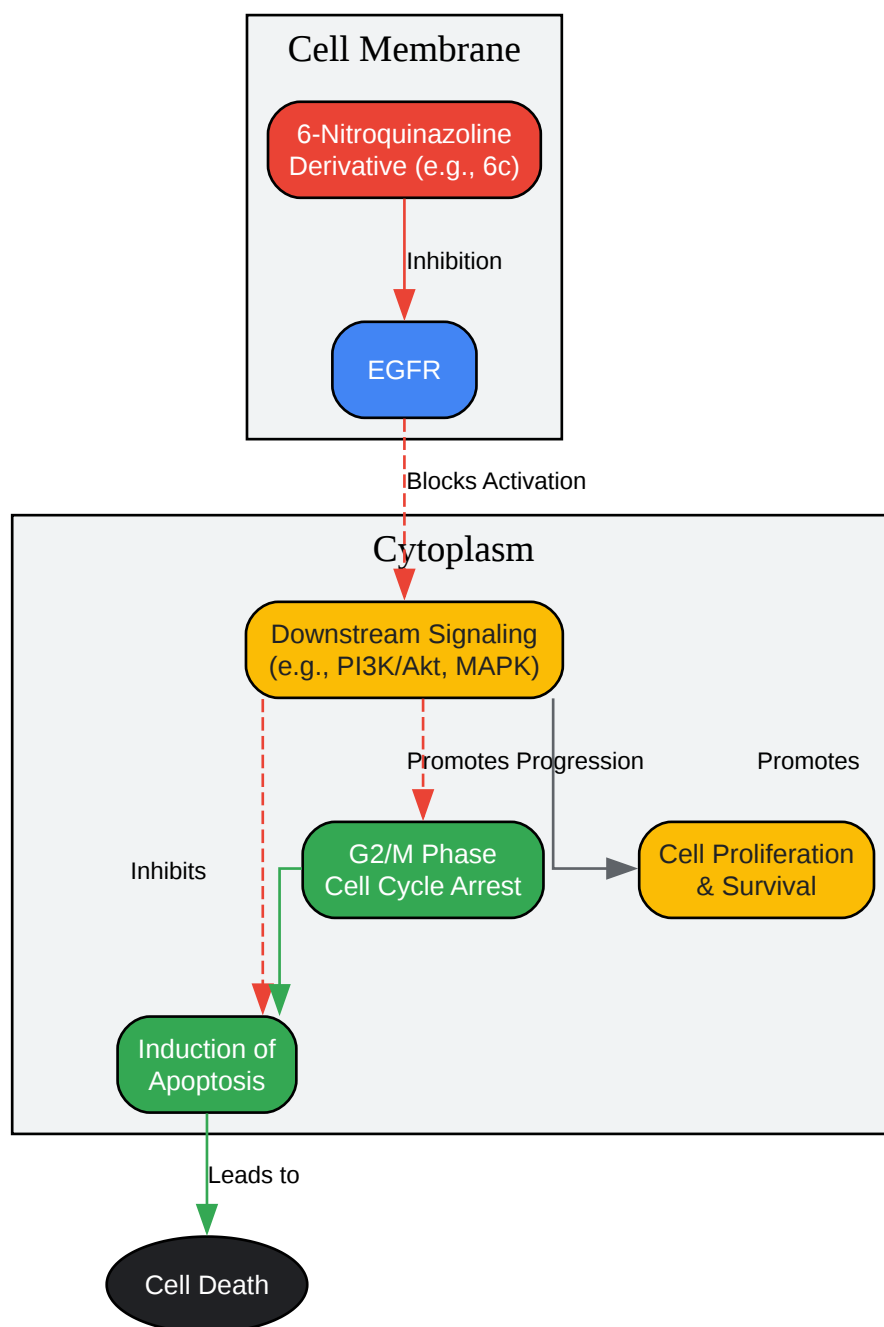 Cell Membrane
6-Nitroquinazoline
Derivative (e.g., 6c)
Inhibition
EGFR
Blocks Activation
Cytoplasm
Downstream Signaling
(e.g., PI3K/Akt, MAPK)
Promotes Progression
Promotes
G2/M Phase
Cell Cycle Arrest
Cell Proliferation
& Survival
Inhibits
Induction of
Apoptosis
Leads to
Cell Death